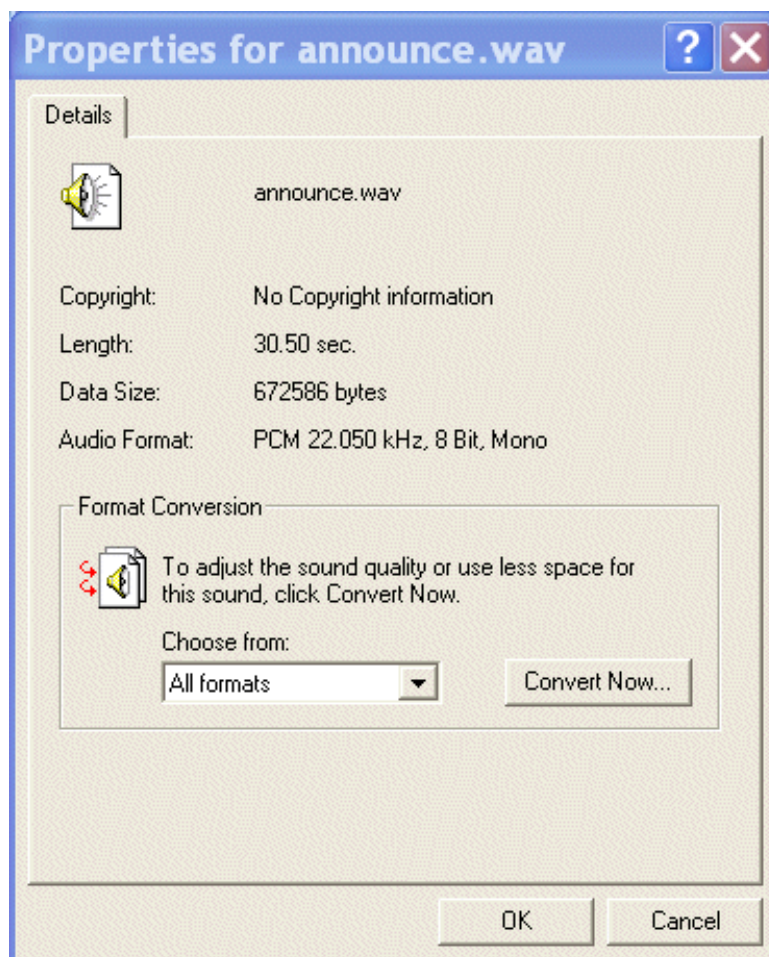 Properties for announce.wav
Details
announce.wav
Copyright: No Copyright information
Length: 30.50 sec.
Data Size: 672586 bytes
Audio Format: PCM 22.050 kHz, 8 Bit, Mono
Format Conversion
To adjust the sound quality or use less space for
this sound, click Convert Now.
Choose from:
All formats Convert Now...
OK Cancel